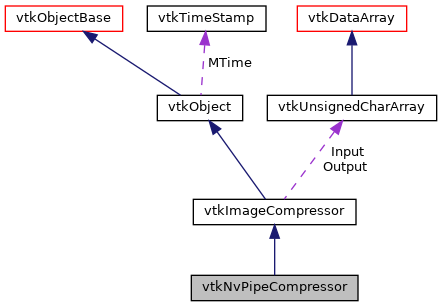 vtkObjectBase
vtkTimeStamp
vtkDataArray
MTime
vtkObject
vtkUnsignedCharArray
Input
Output
vtkImageCompressor
vtkNvPipeCompressor